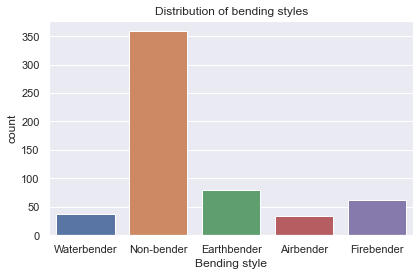 Distribution of bending styles
350
300
250
200
150
100
50
0
count
Waterbender Non-bender Earthbender Airbender Firebender
Bending style